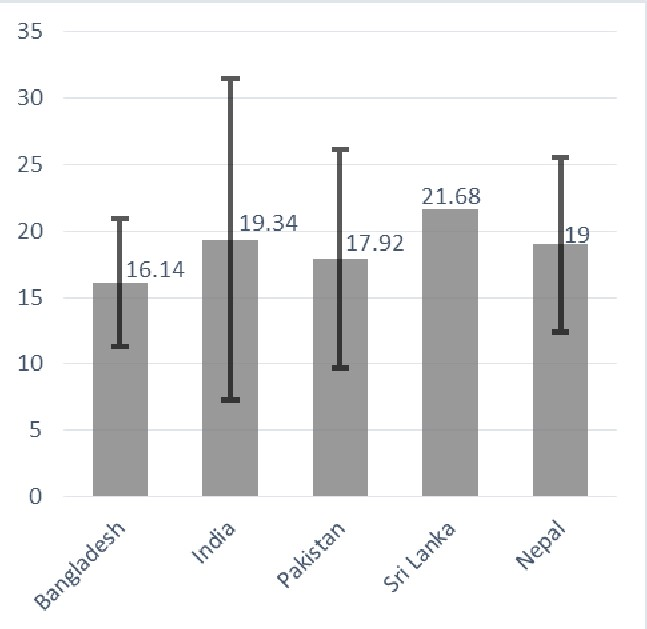 35
30
25
20
15
10
5
0
16.14
19.34
17.92
21.68
19
Bangladesh
India
Pakistan
Sri Lanka
Nepal